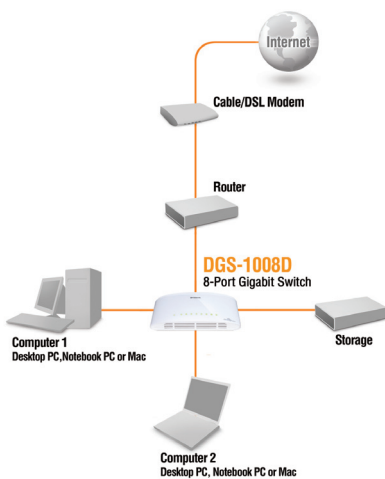 Internet
Cable/DSL Modem
Router
DGS-1008D
8-Port Gigabit Switch
Computer 1
Desktop PC,Notebook PC or Mac
Storage
Computer 2
Desktop PC, Notebook PC or Mac